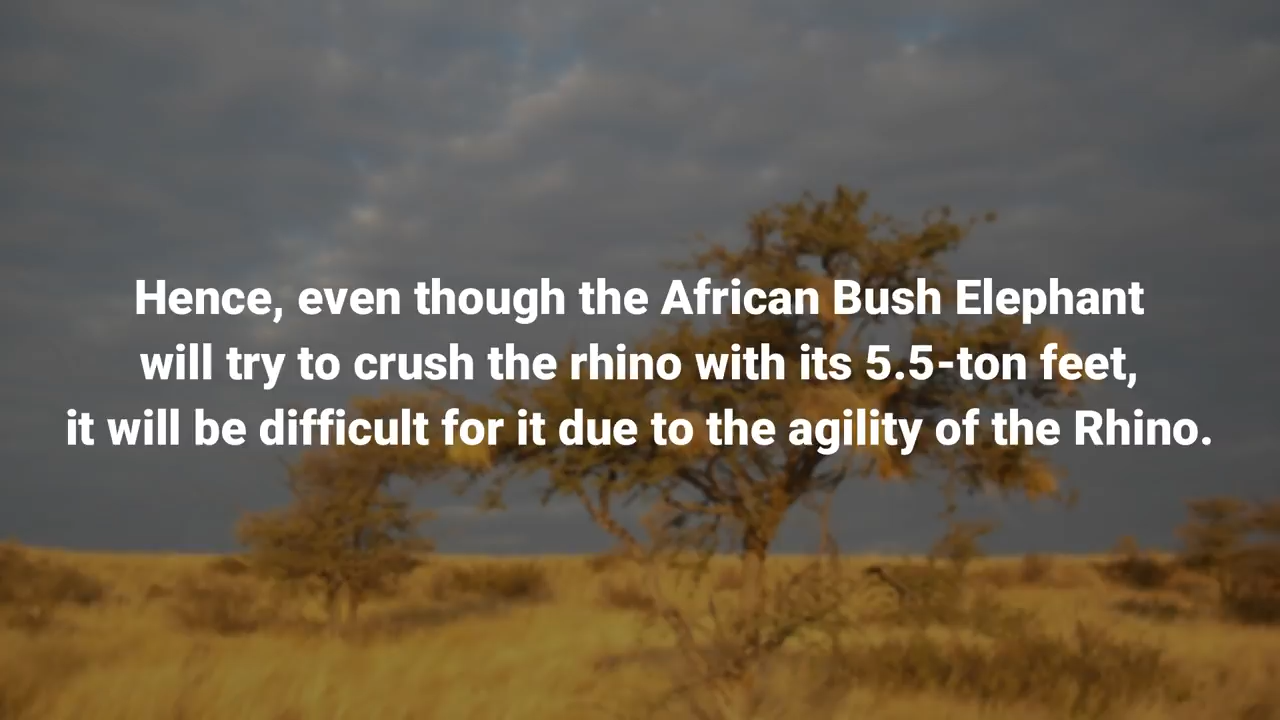 Hence, even though the African Bush Elephant
will try to crush the rhino with its 5.5-ton feet,
it will be difficult for it due to the agility of the Rhino.